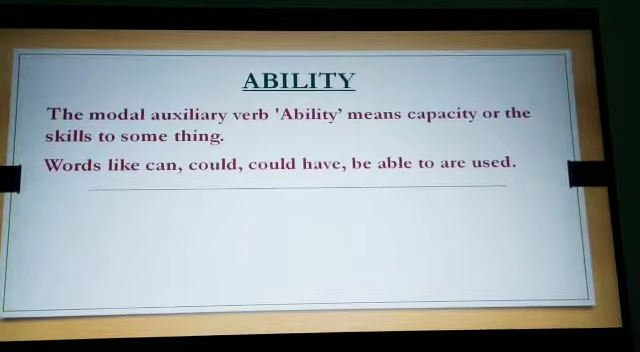 ABILITY
The modal auxiliary verb 'Ability' means capacity or the
skills to some thing.
Words like can, could, could have, be able to are used.